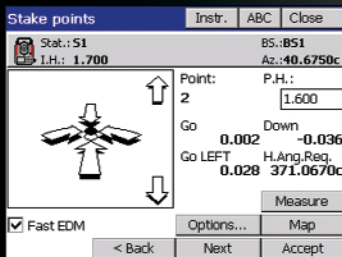 Stake points Instr. ABC Close
Stat.: S1 BS.:BS1
I.H.: 1.700 Az.:40.6750c
Point: P.H.:
2 1.600
Go Down
0.002 -0.036
Go LEFT H.Ang.Req.
0.028 371.0670c
Measure
Fast EDM Options... Map
< Back Next Accept